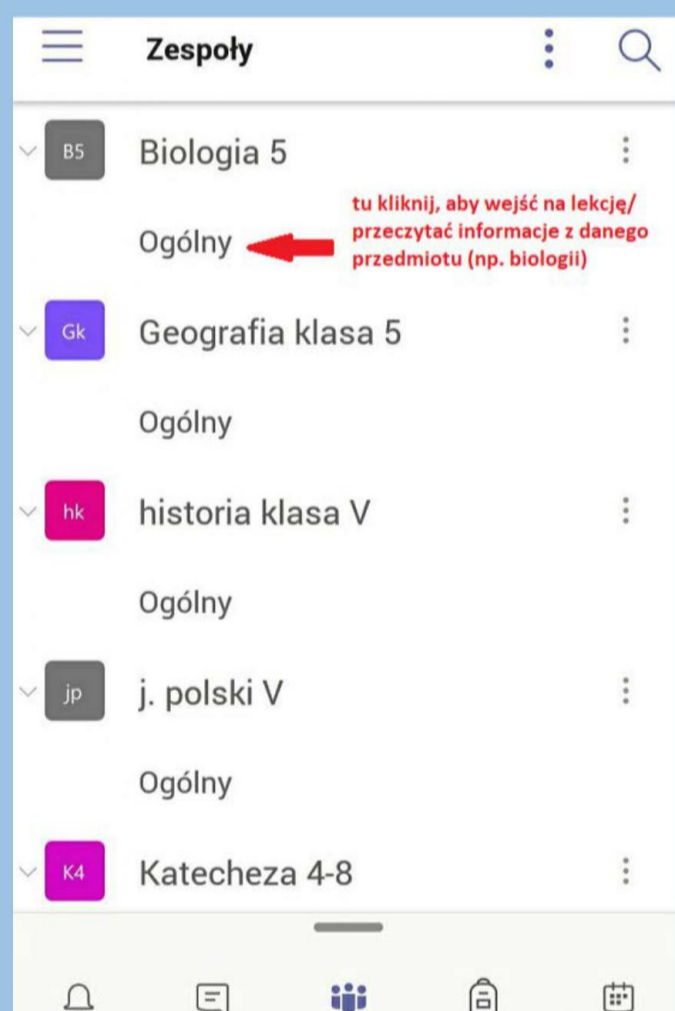 Zespoły
B5 Biologia 5
tu kliknij, aby wejść na lekcję/
przeczytać informacje z danego
przedmiotu (np. biologii)
Ogólny
Gk Geografia klasa 5
Ogólny
hk historia klasa V
Ogólny
jp j. polski V
Ogólny
K4 Katecheza 4-8